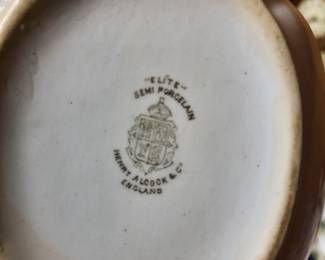 "ELITE"
SEMI PORCELAIN
HENRY ALCOCK & Co
ENGLAND